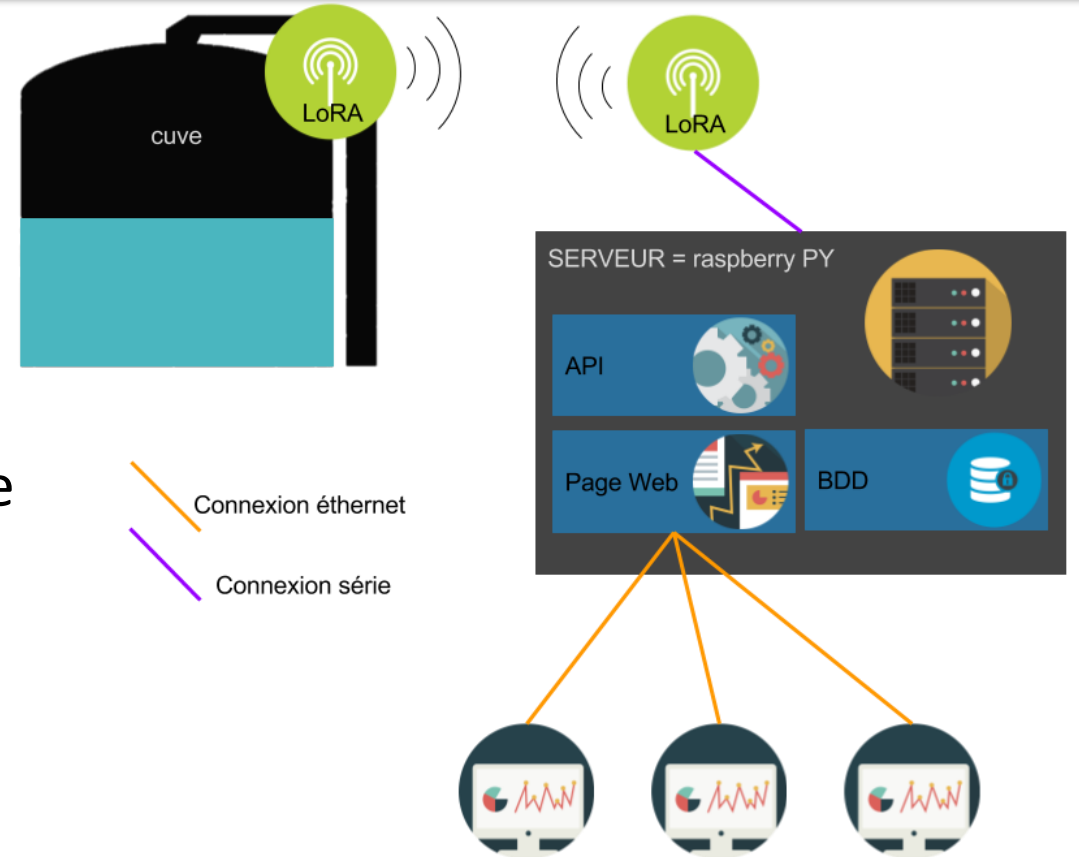 LoRA
LoRA
cuve
SERVEUR = raspberry PY
API
Page Web
BDD
e
Connexion éthernet
Connexion série